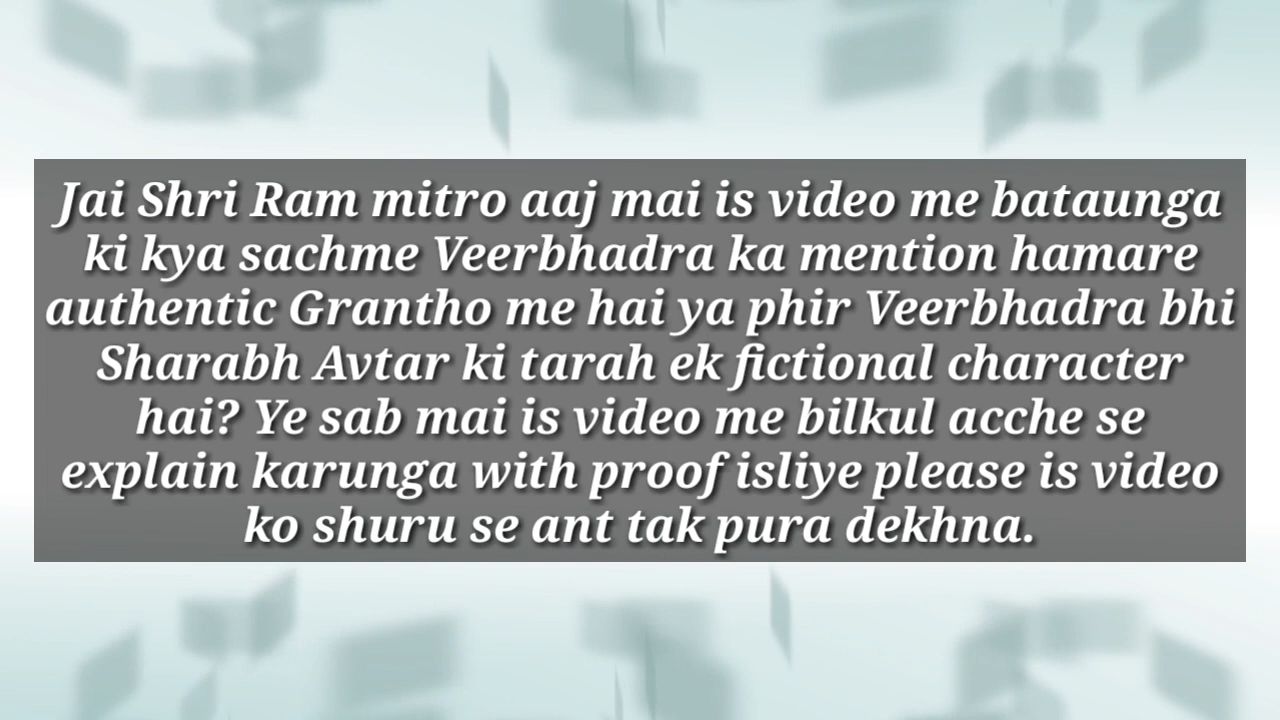 Jai Shri Ram mitro aaj mai is video me bataunga
ki kya sachme Veerbhadra ka mention hamare
authentic Grantho me hai ya phir Veerbhadra bhi
Sharabh Avtar ki tarah ek fictional character
hai? Ye sab mai is video me bilkul acche se
explain karunga with proof isliye please is video
ko shuru se ant tak pura dekhna.